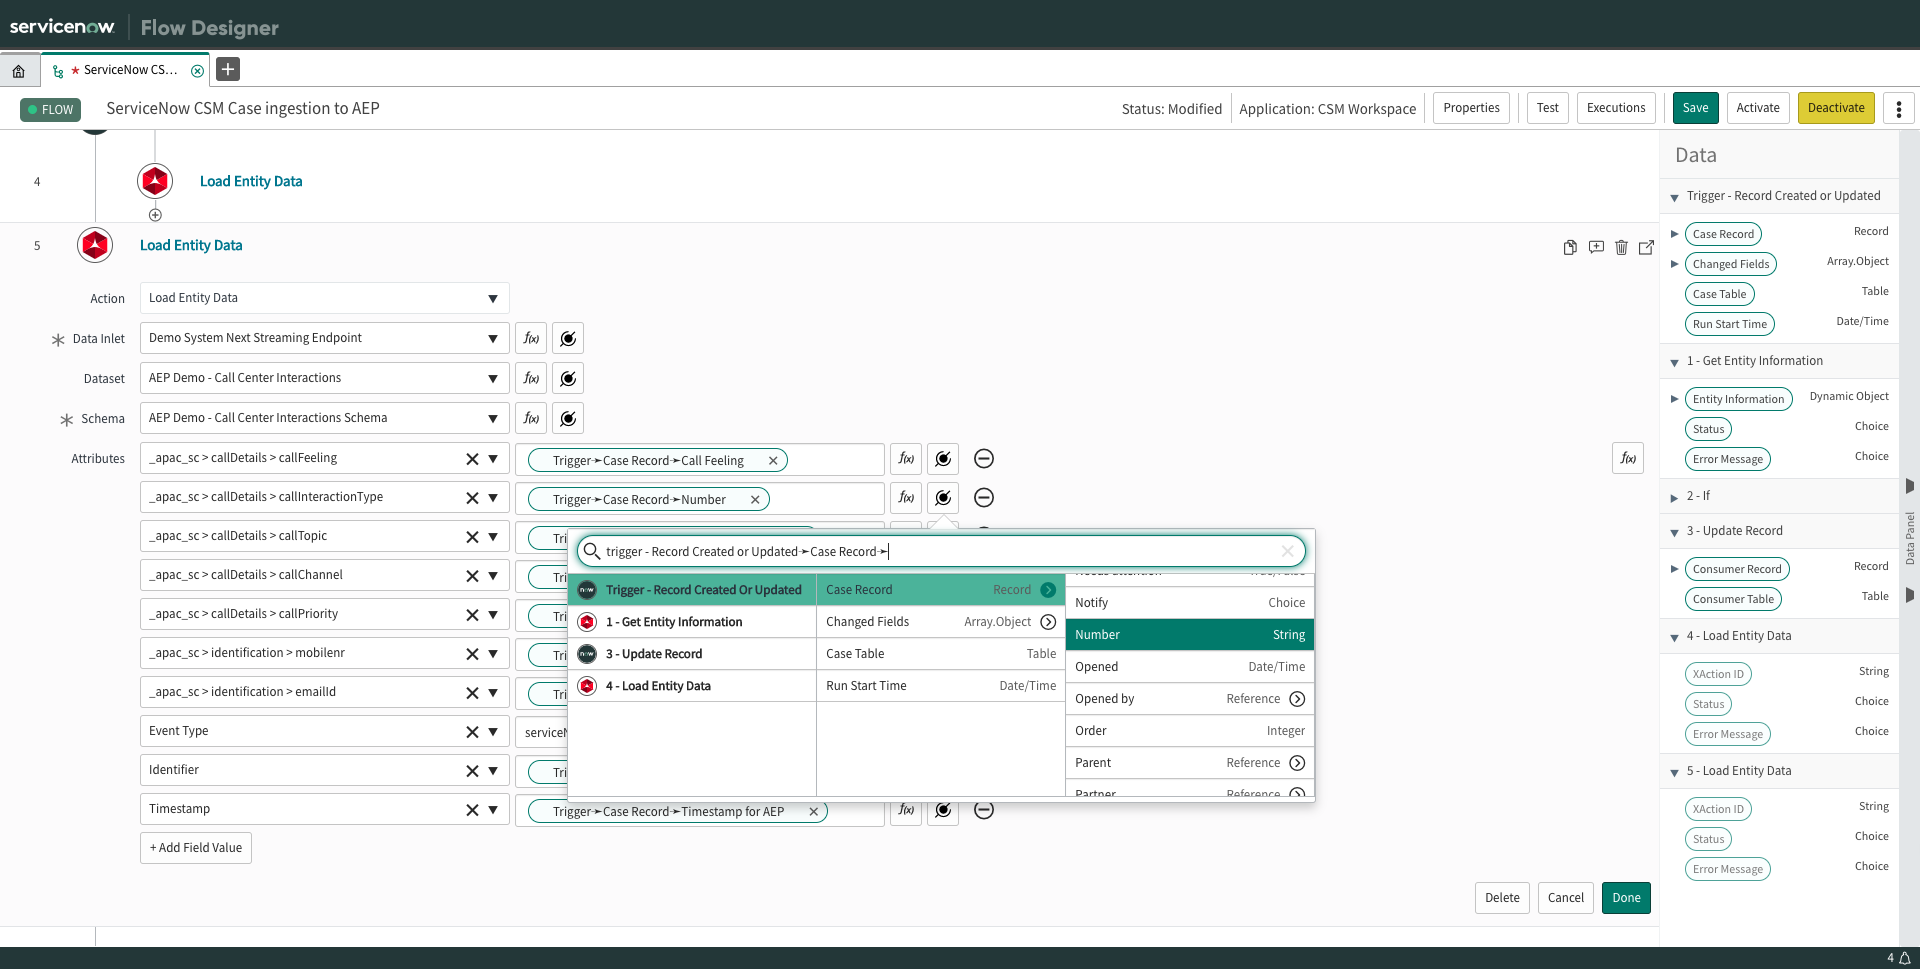 servicenow Flow Designer
ServiceNow CS...
FLOW ServiceNow CSM Case ingestion to AEP Status: Modified Application: CSM Workspace Properties Test Executions Save Activate Deactivate
4 Load Entity Data
5 Load Entity Data
Action Load Entity Data
Data Inlet Demo System Next Streaming Endpoint f(x)
Dataset AEP Demo - Call Center Interactions f(x)
Schema AEP Demo - Call Center Interactions Schema f(x)
Attributes _apac_sc > callDetails > callFeeling Trigger➛Case Record➛Call Feeling f(x) f(x)
_apac_sc > callDetails > callInteractionType Trigger➛Case Record➛Number f(x)
_apac_sc > callDetails > callTopic Tri
_apac_sc > callDetails > callChannel Tri
_apac_sc > callDetails > callPriority Tri
_apac_sc > identification > mobilenr Tri
_apac_sc > identification > emailId Tri
Event Type
Identifier Tri
Timestamp Trigger➛Case Record➛Timestamp for AEP f(x)
+ Add Field Value
trigger - Record Created or Updated➛Case Record➛
Trigger - Record Created Or Updated
1 - Get Entity Information
3 - Update Record
4 - Load Entity Data
Case Record Record
Changed Fields Array.Object
Case Table Table
Run Start Time Date/Time
Notify Choice
Number String
Opened Date/Time
Opened by Reference
Order Integer
Parent Reference
Partner Reference
Delete Cancel Done
Data
Trigger - Record Created or Updated
Case Record Record
Changed Fields Array.Object
Case Table Table
Run Start Time Date/Time
1 - Get Entity Information
Entity Information Dynamic Object
Status Choice
Error Message Choice
2 - If
3 - Update Record
Consumer Record Record
Consumer Table Table
4 - Load Entity Data
XAction ID String
Status Choice
Error Message Choice
5 - Load Entity Data
XAction ID String
Status Choice
Error Message Choice
Data Panel
4